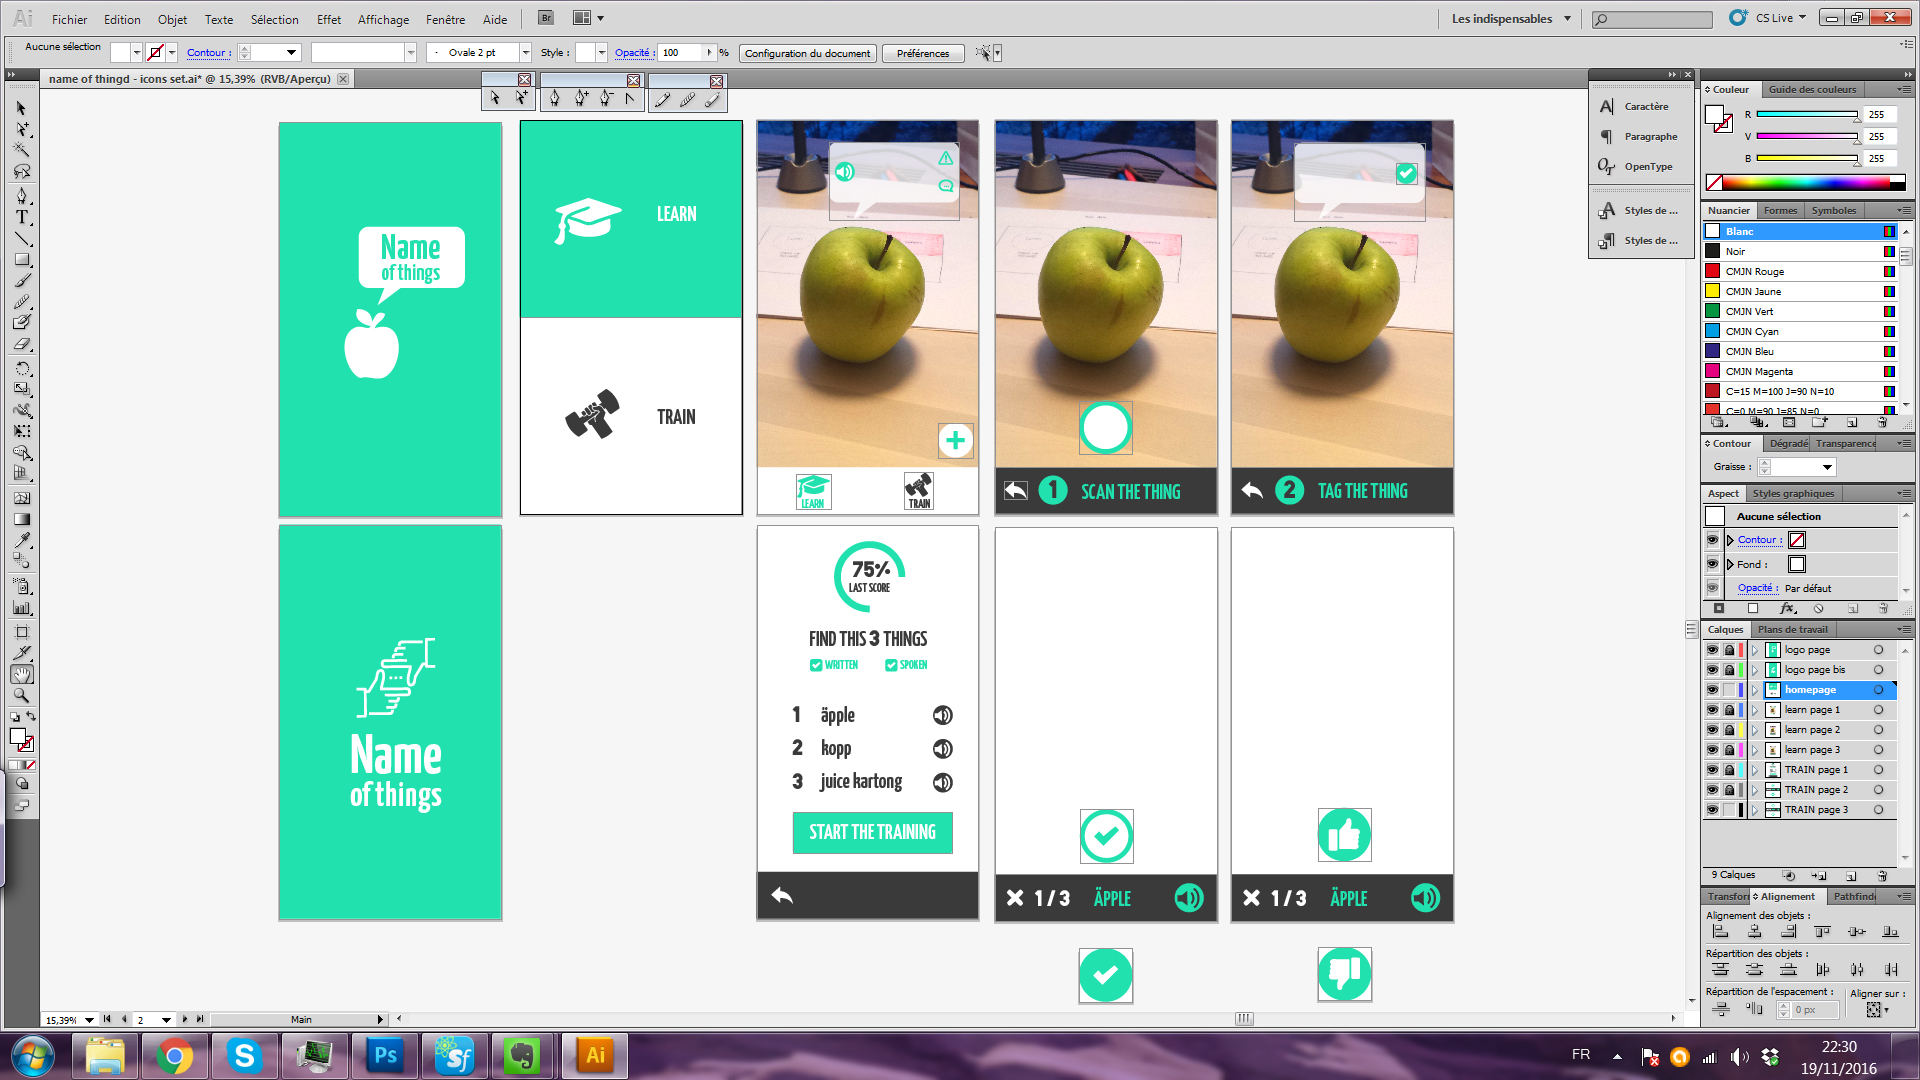 Ai Fichier Edition Objet Texte Sélection Effet Affichage Fenêtre Aide Br Les indispensables CS Live
Aucune sélection Contour : Ovale 2 pt Style : Opacité : 100 % Configuration du document Préférences
name of thingd - icons set.ai* @ 15,39% (RVB/Aperçu)
Name
of things
LEARN
TRAIN
LEARN
TRAIN
1 SCAN THE THING
2 TAG THE THING
Name
of things
75%
LAST SCORE
FIND THIS 3 THINGS
WRITTEN SPOKEN
1 äpple
2 kopp
3 juice kartong
START THE TRAINING
1/3 ÄPPLE
1/3 ÄPPLE
Caractère
Paragraphe
OpenType
Styles de ...
Styles de ...
Couleur Guide des couleurs
R 255
V 255
B 255
Nuancier Formes Symboles
Blanc
Noir
CMJN Rouge
CMJN Jaune
CMJN Vert
CMJN Cyan
CMJN Bleu
CMJN Magenta
C=15 M=100 J=90 N=10
C=0 M=90 J=85 N=0
Contour Dégradé Transparence
Graisse :
Aspect Styles graphiques
Aucune sélection
Contour :
Fond :
Opacité : Par défaut
Calques Plans de travail
logo page
logo page bis
homepage
learn page 1
learn page 2
learn page 3
TRAIN page 1
TRAIN page 2
TRAIN page 3
9 Calques
Transfor Alignement Pathfind
Alignement des objets :
Répartition des objets :
Répartition de l'espacement : Aligner sur :
0 px
15,39% 2 Main
S Ps Sf Ai
FR
22:30
19/11/2016